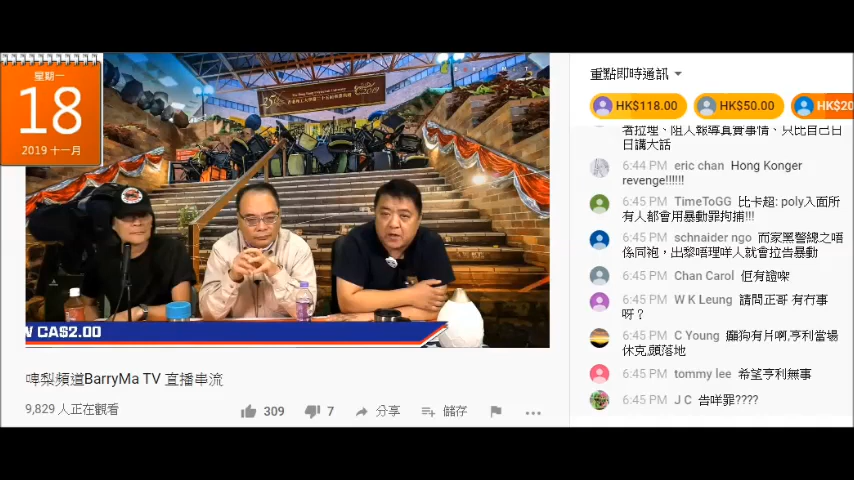 星期一
18
2019 十一月
重點即時通訊
HK$118.00
HK$50.00
HK$20
著拉埋、阻人報導真實事情、只比自己日
日講大話
6:44 PM eric chan Hong Konger
revenge!!!!!!
6:45 PM TimeToGG 比卡超: poly入面所
有人都會用暴動罪拘捕!!!
6:45 PM schnaider ngo 而家黑警總之唔
係同袍，出黎唔理咩人就會拉告暴動
6:45 PM Chan Carol 佢有證㗎
6:45 PM W K Leung 請問正哥 有冇事
呀？
6:45 PM C Young 癲狗有片啊,亨利當場
休克,頭落地
6:45 PM tommy lee 希望亨利無事
6:45 PM J C 告咩罪????
2019
W CA$2.00
啤梨頻道BarryMa TV 直播串流
9,829 人正在觀看
309
7
分享
儲存